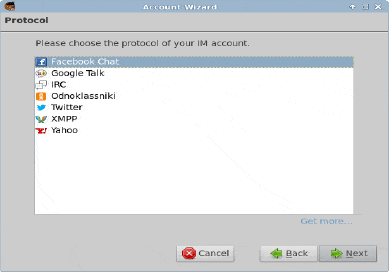 Account Wizard
Protocol
Please choose the protocol of your IM account.
Facebook Chat
Google Talk
IRC
Odnoklassniki
Twitter
XMPP
Yahoo
Get more...
Cancel
Back
Next